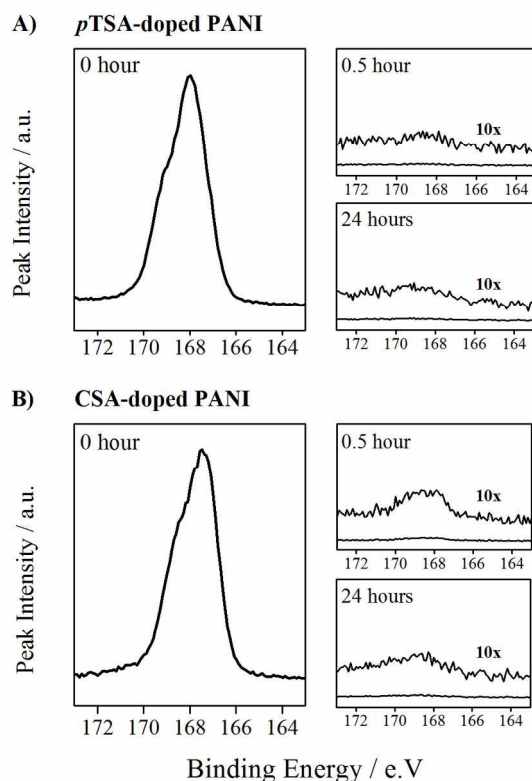 A) pTSA-doped PANI
0 hour
Peak Intensity / a.u.
172 170 168 166 164
0.5 hour
10x
172 170 168 166 164
24 hours
10x
172 170 168 166 164
B) CSA-doped PANI
0 hour
Peak Intensity / a.u.
172 170 168 166 164
0.5 hour
10x
172 170 168 166 164
24 hours
10x
172 170 168 166 164
Binding Energy / e.V